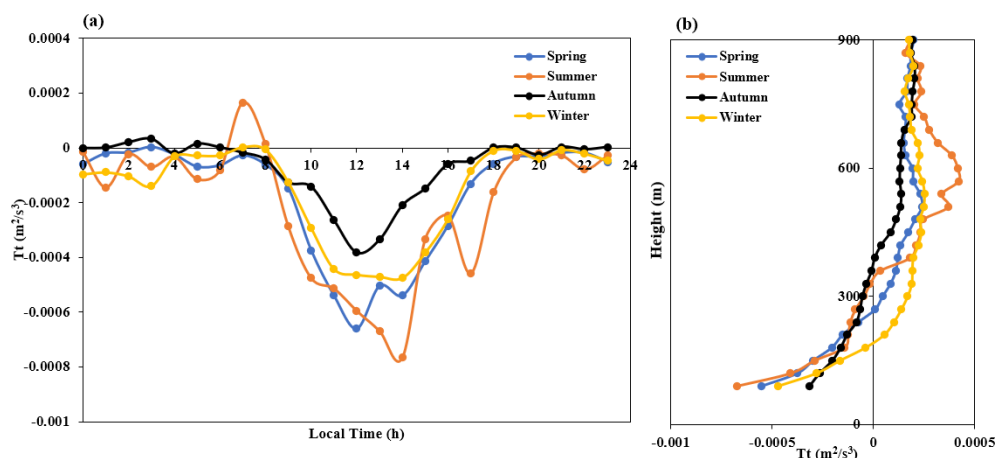 (a)
0.0004
0.0002
0
-0.0002
-0.0004
-0.0006
-0.0008
-0.001
Tt (m²/s³)
0 2 4 6 8 10 12 14 16 18 20 22 24
Local Time (h)
Spring
Summer
Autumn
Winter
(b)
900
600
300
0
Height (m)
-0.001 -0.0005 0 0.0005
Tt (m²/s³)
Spring
Summer
Autumn
Winter